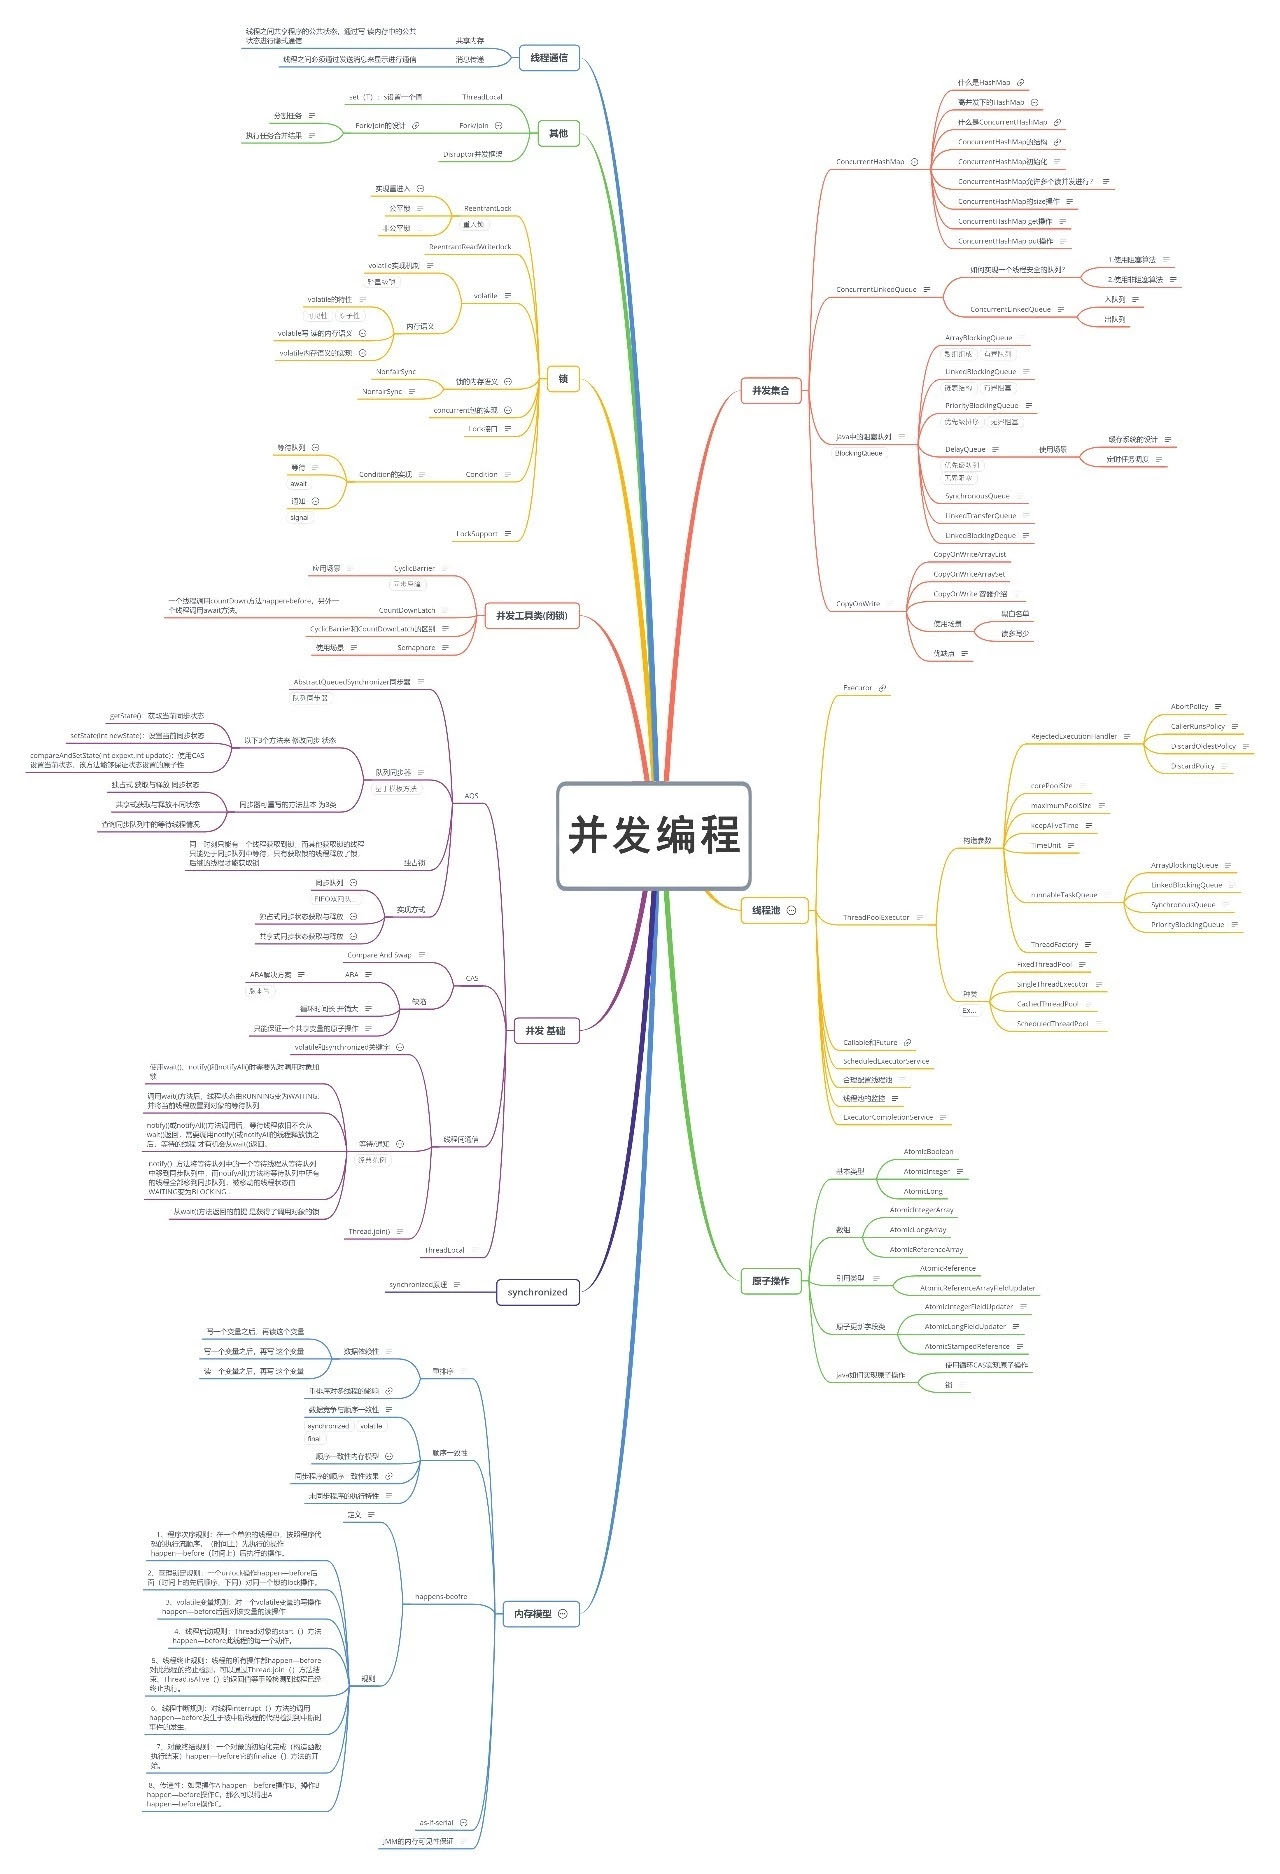 并发编程
线程通信
共享内存
线程之间共享程序的公共状态，通过写 读内存中的公共
状态进行隐式通信
消息传递
线程之间必须通过发送消息来显示进行通信
其他
ThreadLocal
set（T）：s设置一个值
Fork/Join
Fork/Join的设计
分割任务
执行任务合并结果
Disruptor并发框架
锁
ReentrantLock
重入锁
实现重进入
公平锁
非公平锁
ReentrantReadWriterlock
volatile
volatile实现机制
轻量级锁
内存语义
volatile的特性
可见性
原子性
volatile写 读的内存语义
volatile内存语义的实现
锁的内存语义
NonfairSync
NonfairSync
concurrent包的实现
Lock接口
Condition
Condition的实现
等待队列
等待
await
通知
signal
LockSupport
并发工具类(闭锁)
CyclicBarrier
同步屏障
应用场景
CountDownLatch
一个线程调用countDown方法happen-before，另外一
个线程调用await方法。
CyclicBarrier和CountDownLatch的区别
Semaphore
使用场景
并发 基础
AQS
AbstractQueuedSynchronizer同步器
队列同步器
队列同步器
基于模板方法
以下3个方法来 修改同步 状态
getState()：获取当前同步状态
setState(int newState)：设置当前同步状态
compareAndSetState(int expext,int update)：使用CAS
设置当前状态，该方法能够保证状态设置的原子性
同步器可重写的方法基本 为3类
独占式 获取与释放 同步状态
共享式获取与释放不间状态
查询同步队列中的等待线程情况
独占锁
同一时刻只能有一个线程获取到锁，而其他获取锁的线程
只能处于同步队列中等待，只有获取锁的线程释放了锁，
后继的线程才能获取锁
实现方式
同步队列
FIFO双向队...
独占式同步状态获取与释放
共享式同步状态获取与释放
CAS
Compare And Swap
缺陷
ABA
ABA解决方案
版本号
循环时间长 开销大
只能保证一个共享变量的原子操作
线程间通信
volatile和synchronized关键字
等待/通知
经典范例
使用wait()、notify()和notifyAll()时需要先对调用对象加
锁
调用wait()方法后，线程状态由RUNNING变为WAITING,
并将当前线程放置到对象的等待队列
notify()或notifyAll()方法调用后，等待线程依旧不会从
wait()返回，需要调用notify()或notifyAll的线程释放锁之
后，等待的线程 才有机会从wait()返回。
notify() 方法将等待队列中的一个等待线程从等待队列
中移到同步队列中，而notifyAll()方法将等待队列中所有
的线程全部移到同步队列，被移动的线程状态由
WAITING变为BLOCKING。
从wait()方法返回的前提 是获得了调用对象的锁
Thread.join()
ThreadLocal
synchronized
synchronized原理
内存模型
重排序
数据依赖性
写一个变量之后，再读这个变量
写一个变量之后，再写 这个变量
读一个变量之后，再写 这个变量
重排序对多线程的影响
顺序一致性
数据竞争与顺序一致性
synchronized
volatile
final
顺序一致性内存模型
同步程序的顺序一致性效果
未同步程序的执行特性
happens-beofre
定义
规则
1、程序次序规则：在一个单独的线程中，按照程序代
码的执行流顺序，（时间上）先执行的操作
happen—before（时间上）后执行的操作。
2、管理锁定规则：一个unlock操作happen—before后
面（时间上的先后顺序，下同）对同一个锁的lock操作。
3、volatile变量规则：对一个volatile变量的写操作
happen—before后面对该变量的读操作
4、线程启动规则：Thread对象的start（）方法
happen—before此线程的每一个动作。
5、线程终止规则：线程的所有操作都happen—before
对此线程的终止检测，可以通过Thread.join（）方法结
束、Thread.isAlive（）的返回值等手段检测到线程已经
终止执行。
6、线程中断规则：对线程interrupt（）方法的调用
happen—before发生于被中断线程的代码检测到中断时
事件的发生。
7、对象终结规则：一个对象的初始化完成（构造函数
执行结束）happen—before它的finalize（）方法的开
始。
8、传递性：如果操作A happen—before操作B，操作B
happen—before操作C，那么可以得出A
happen—before操作C。
as-if-serial
JMM的内存可见性保证
并发集合
ConcurrentHashMap
什么是HashMap
高并发下的HashMap
什么是ConcurrentHashMap
ConcurrentHashMap的结构
ConcurrentHashMap初始化
ConcurrentHashMap允许多个读并发进行？
ConcurrentHashMap的size操作
ConcurrentHashMap get操作
ConcurrentHashMap put操作
ConcurrentLinkedQueue
如何实现一个线程安全的队列？
1.使用阻塞算法
2.使用非阻塞算法
ConcurrentLinkedQueue
入队列
出队列
java中的阻塞队列
BlockingQueue
ArrayBlockingQueue
数组组成
有界队列
LinkedBlockingQueue
链表结构
有界阻塞
PriorityBlockingQueue
优先级排序
无界阻塞
DelayQueue
优先级队列
无界阻塞
使用场景
缓存系统的设计
定时任务调度
SynchronousQueue
LinkedTransferQueue
LinkedBlockingDeque
CopyOnWrite
CopyOnWriteArrayList
CopyOnWriteArraySet
CopyOnWrite 容器介绍
使用场景
黑白名单
读多写少
优缺点
线程池
Executor
ThreadPoolExecutor
构造参数
RejectedExecutionHandler
AbortPolicy
CallerRunsPolicy
DiscardOldestPolicy
DiscardPolicy
corePoolSize
maximumPoolSize
keepAliveTime
TimeUnit
runnableTaskQueue
ArrayBlockingQueue
LinkedBlockingQueue
SynchronousQueue
PriorityBlockingQueue
ThreadFactory
种类
Ex...
FixedThreadPool
SingleThreadExecutor
CachedThreadPool
ScheduledThreadPool
Callable和Future
ScheduledExecutorService
合理配置线程池
线程池的监控
ExecutorCompletionService
原子操作
基本类型
AtomicBoolean
AtomicInteger
AtomicLong
数组
AtomicIntegerArray
AtomicLongArray
AtomicReferenceArray
引用类型
AtomicReference
AtomicReferenceArrayFieldUpdater
原子更新字段类
AtomicIntegerFieldUpdater
AtomicLongFieldUpdater
AtomicStampedReference
Java如何实现原子操作
使用循环CAS实现原子操作
锁